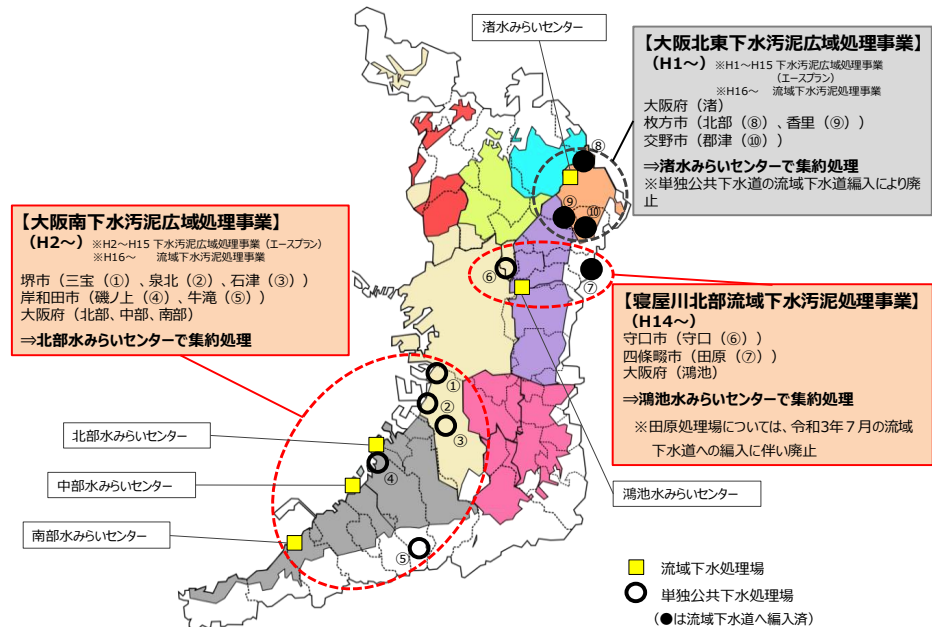 渚水みらいセンター
【大阪北東下水汚泥広域処理事業】
(H1～) ※H1～H15 下水汚泥広域処理事業
(エースプラン)
※H16～ 流域下水汚泥処理事業
大阪府（渚）
枚方市（北部（⑧）、香里（⑨））
交野市（郡津（⑩））
⇒渚水みらいセンターで集約処理
※単独公共下水道の流域下水道編入により廃
止
【大阪南下水汚泥広域処理事業】
(H2～) ※H2～H15 下水汚泥広域処理事業（エースプラン）
※H16～ 流域下水汚泥処理事業
堺市（三宝（①）、泉北（②）、石津（③））
岸和田市（磯ノ上（④）、牛滝（⑤））
大阪府（北部、中部、南部）
⇒北部水みらいセンターで集約処理
【寝屋川北部流域下水汚泥処理事業】
(H14～)
守口市（守口（⑥））
四條畷市（田原（⑦））
大阪府（鴻池）
⇒鴻池水みらいセンターで集約処理
※田原処理場については、令和3年７月の流域
下水道への編入に伴い廃止
⑧
⑨
⑩
⑥
⑦
①
②
③
④
⑤
北部水みらいセンター
中部水みらいセンター
南部水みらいセンター
鴻池水みらいセンター
流域下水処理場
単独公共下水処理場
（●は流域下水道へ編入済）